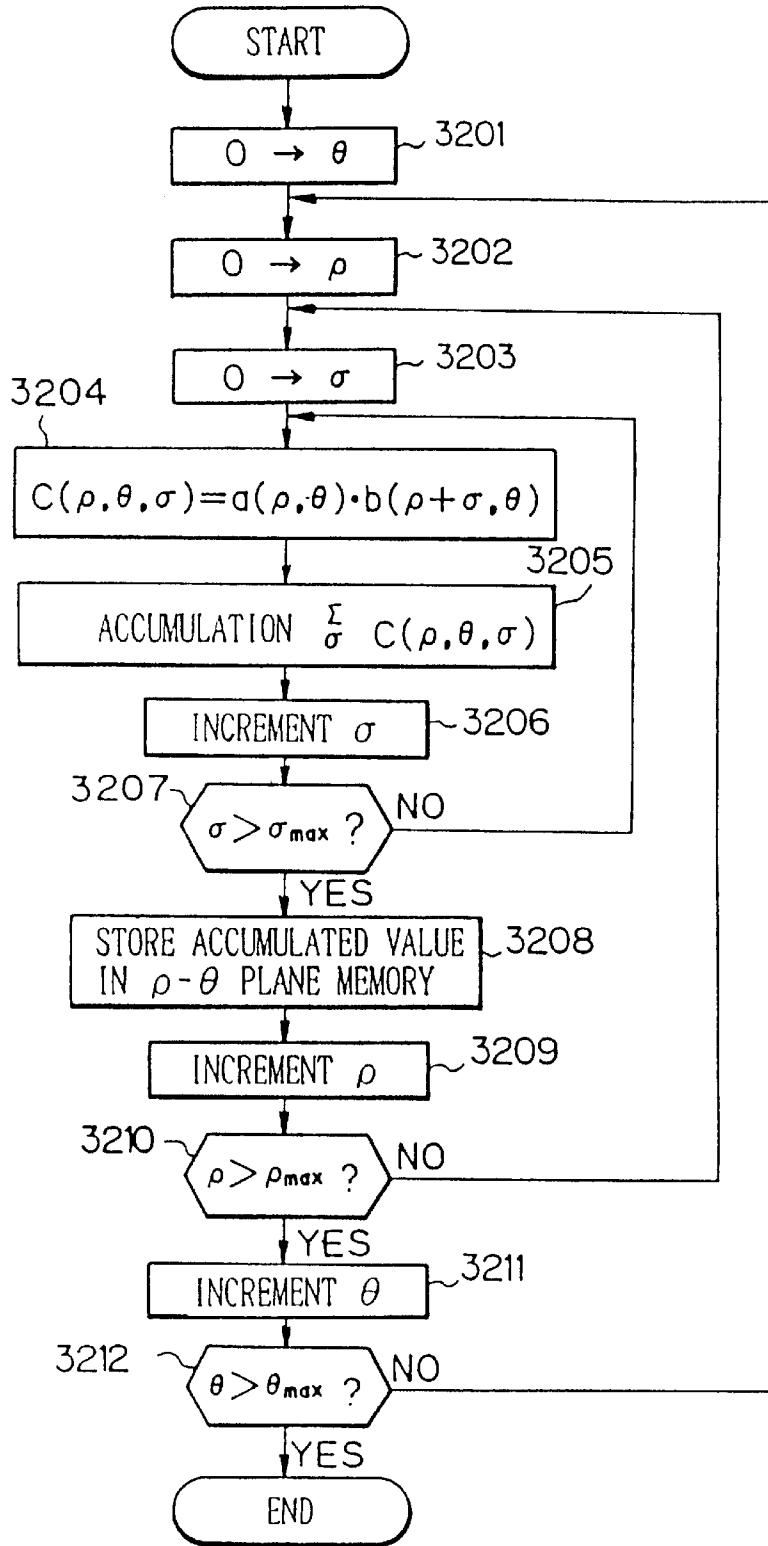 START
0 → θ
3201
0 → ρ
3202
0 → σ
3203
3204
C(ρ,θ,σ)=a(ρ,θ)•b(ρ+σ,θ)
3205
ACCUMULATION Σσ C(ρ,θ,σ)
INCREMENT σ
3206
3207
σ > σmax ?
NO
YES
STORE ACCUMULATED VALUE
IN ρ-θ PLANE MEMORY
3208
INCREMENT ρ
3209
3210
ρ > ρmax ?
NO
YES
INCREMENT θ
3211
3212
θ > θmax ?
NO
YES
END